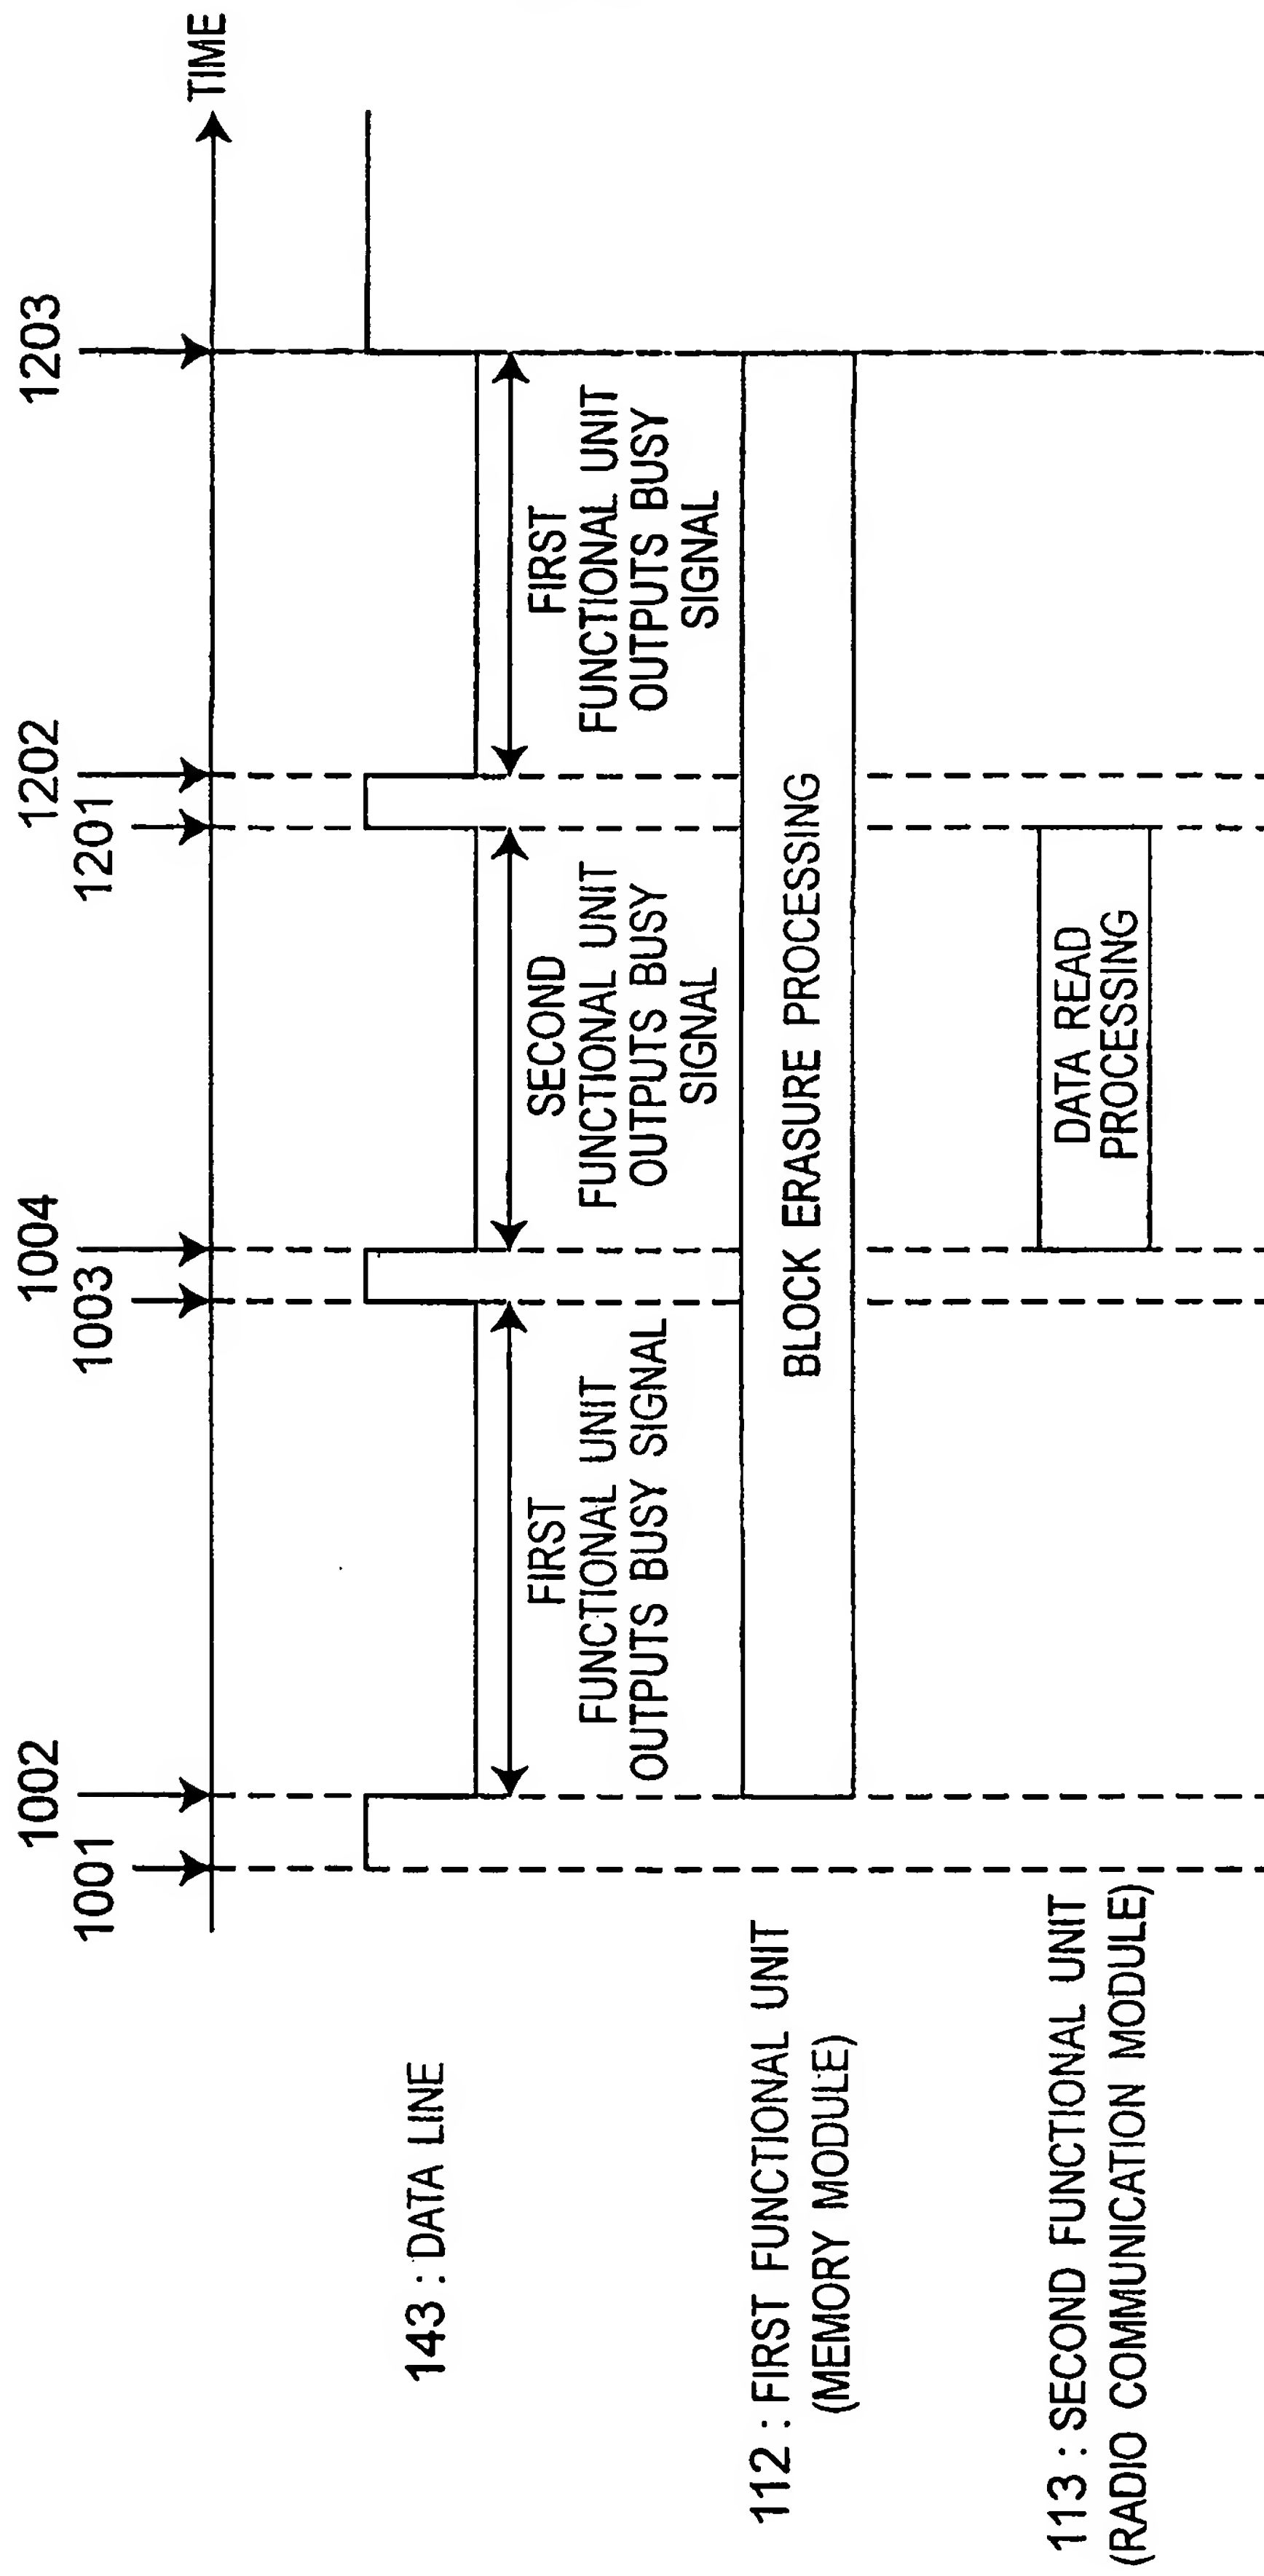 TIME
1001
1002
1003
1004
1201
1202
1203
143 : DATA LINE
FIRST
FUNCTIONAL UNIT
OUTPUTS BUSY SIGNAL
SECOND
FUNCTIONAL UNIT
OUTPUTS BUSY
SIGNAL
FIRST
FUNCTIONAL UNIT
OUTPUTS BUSY
SIGNAL
112 : FIRST FUNCTIONAL UNIT
(MEMORY MODULE)
BLOCK ERASURE PROCESSING
113 : SECOND FUNCTIONAL UNIT
(RADIO COMMUNICATION MODULE)
DATA READ
PROCESSING